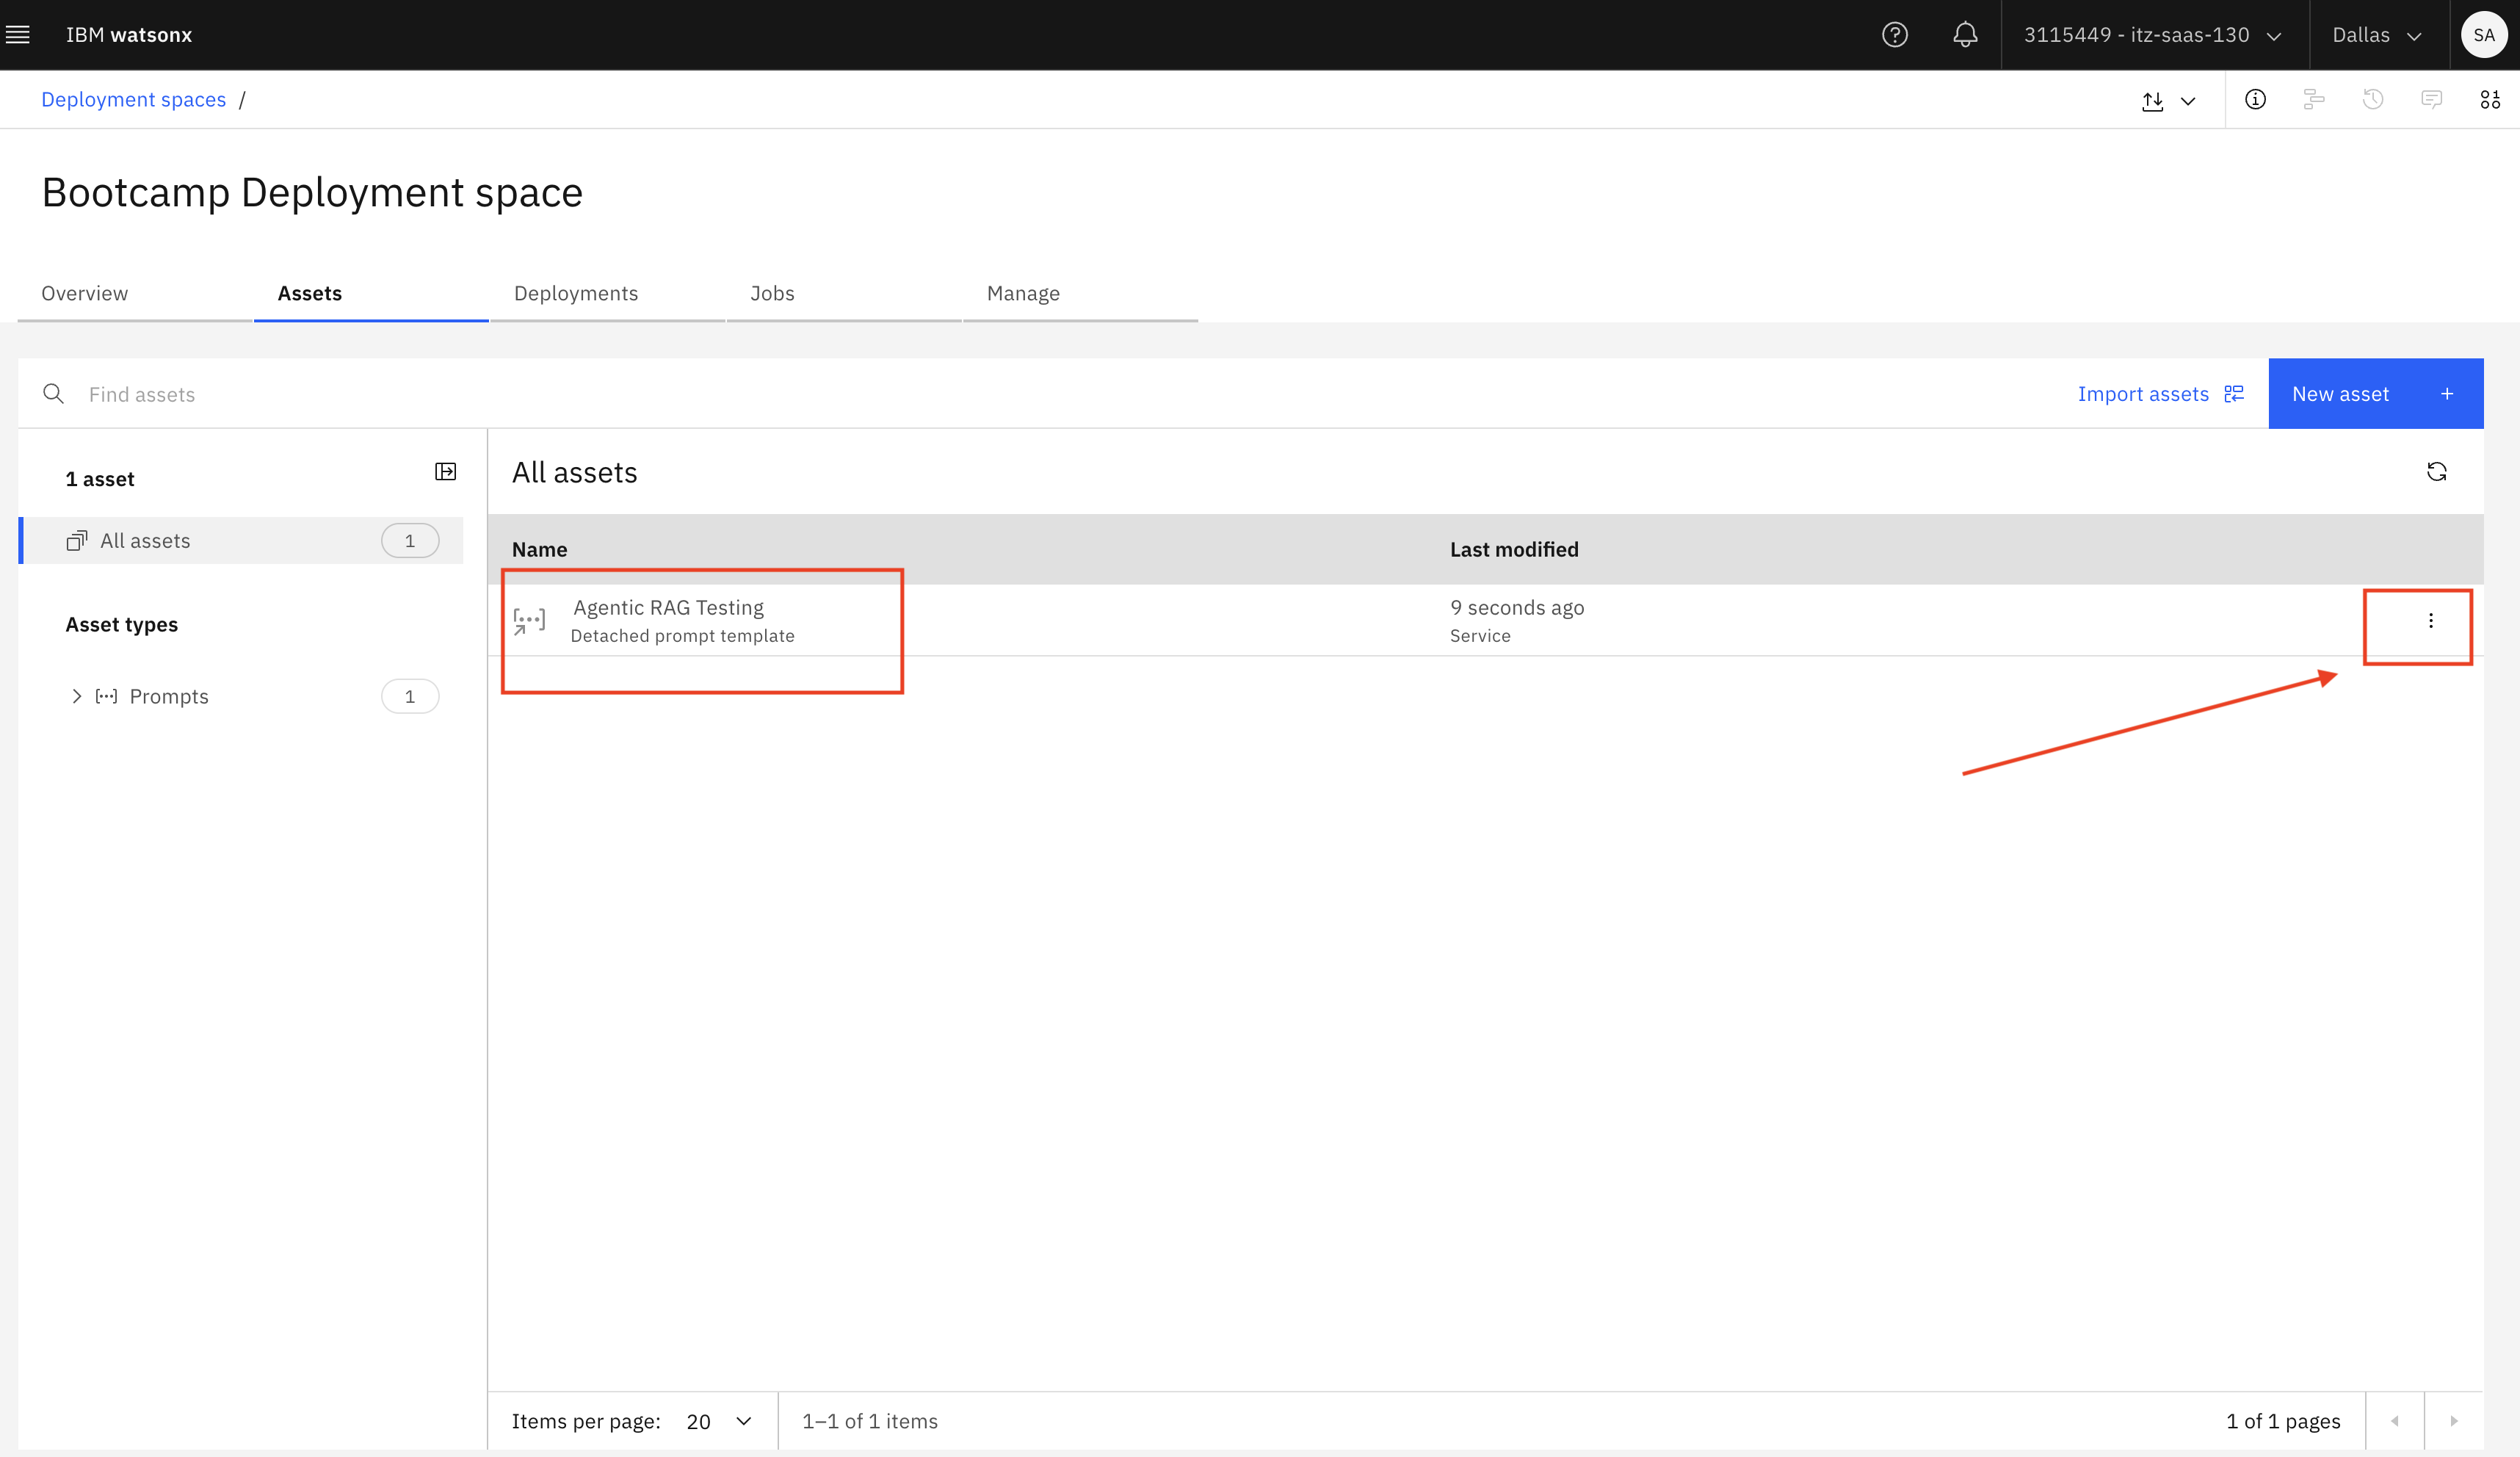 IBM watsonx
3115449 - itz-saas-130
Dallas
SA
Deployment spaces /
Bootcamp Deployment space
Overview
Assets
Deployments
Jobs
Manage
Find assets
Import assets
New asset +
1 asset
All assets 1
Asset types
Prompts 1
All assets
Name
Last modified
Agentic RAG Testing
Detached prompt template
9 seconds ago
Service
Items per page: 20
1–1 of 1 items
1 of 1 pages